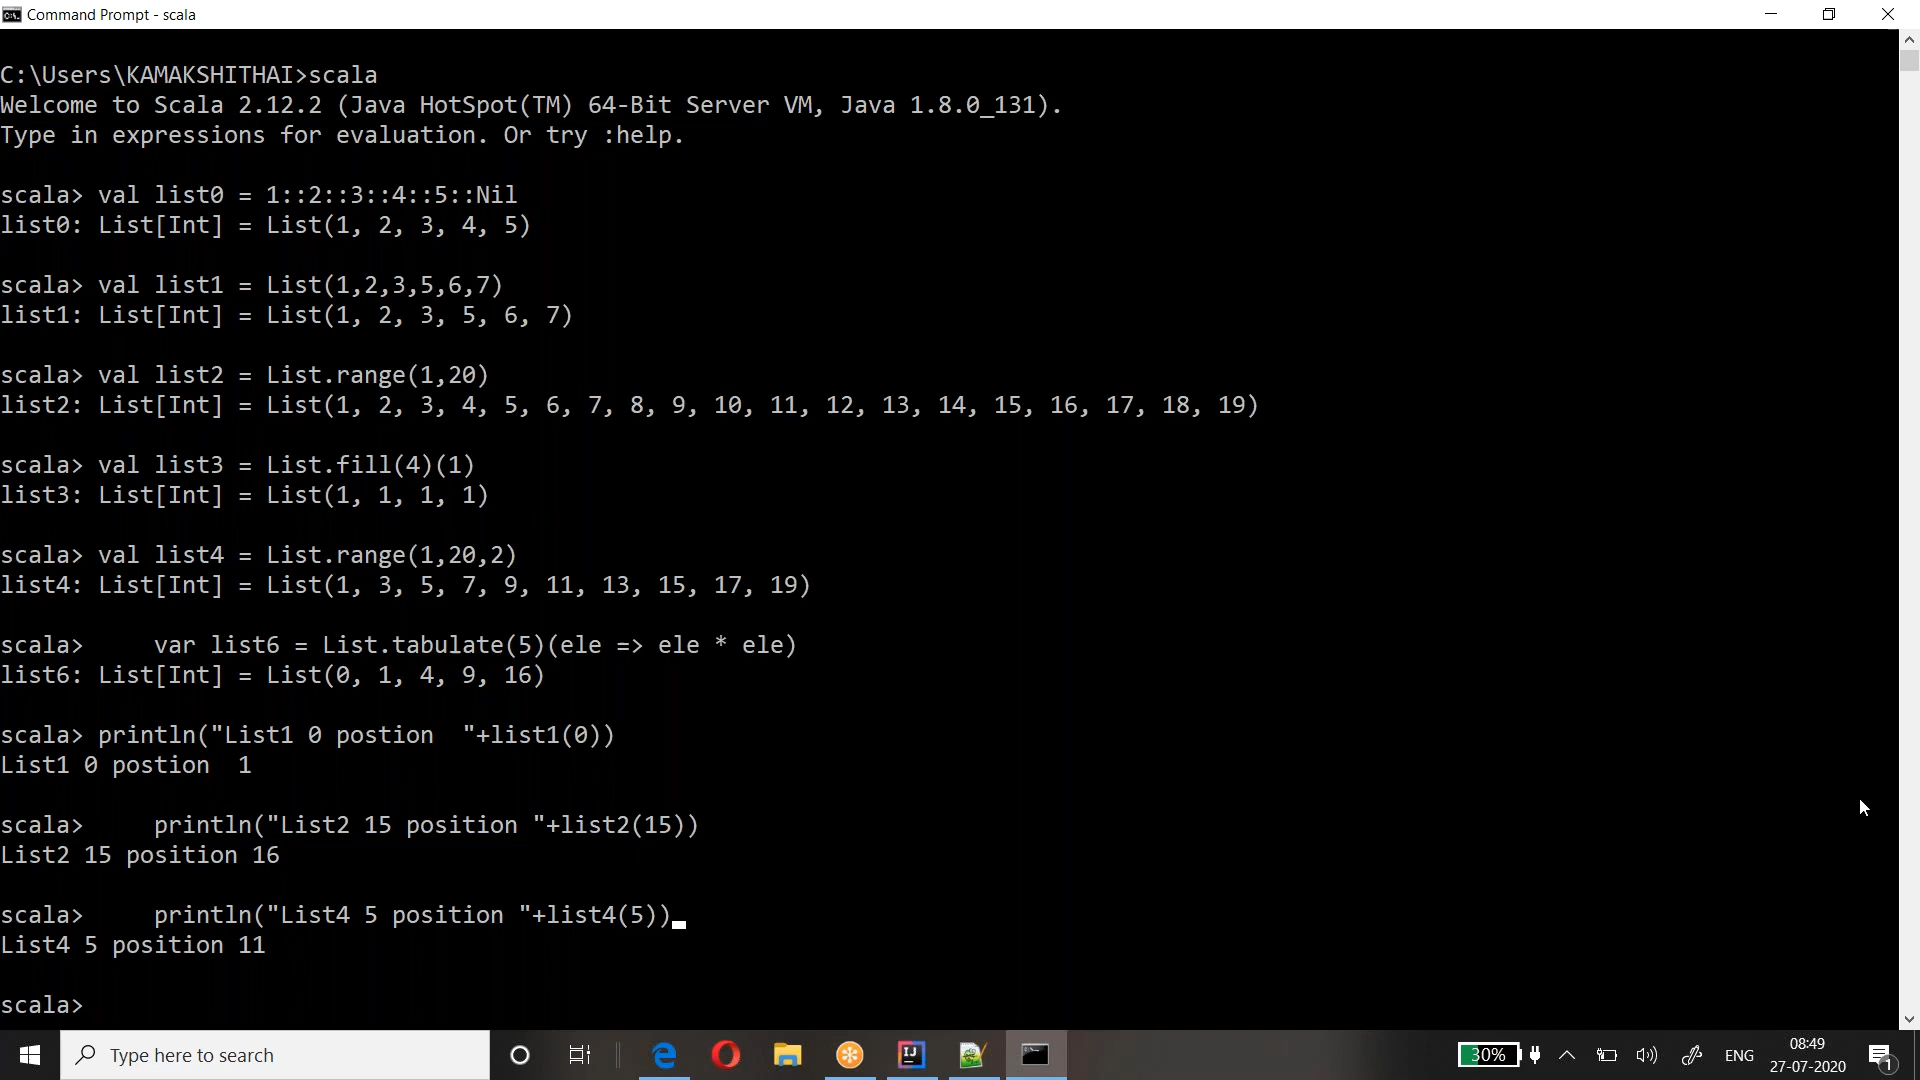 Command Prompt - scala
C:\Users\KAMAKSHITHAI>scala
Welcome to Scala 2.12.2 (Java HotSpot(TM) 64-Bit Server VM, Java 1.8.0_131).
Type in expressions for evaluation. Or try :help.
scala> val list0 = 1::2::3::4::5::Nil
list0: List[Int] = List(1, 2, 3, 4, 5)
scala> val list1 = List(1,2,3,5,6,7)
list1: List[Int] = List(1, 2, 3, 5, 6, 7)
scala> val list2 = List.range(1,20)
list2: List[Int] = List(1, 2, 3, 4, 5, 6, 7, 8, 9, 10, 11, 12, 13, 14, 15, 16, 17, 18, 19)
scala> val list3 = List.fill(4)(1)
list3: List[Int] = List(1, 1, 1, 1)
scala> val list4 = List.range(1,20,2)
list4: List[Int] = List(1, 3, 5, 7, 9, 11, 13, 15, 17, 19)
scala>     var list6 = List.tabulate(5)(ele => ele * ele)
list6: List[Int] = List(0, 1, 4, 9, 16)
scala> println("List1 0 postion  "+list1(0))
List1 0 postion  1
scala>     println("List2 15 position "+list2(15))
List2 15 position 16
scala>     println("List4 5 position "+list4(5))
List4 5 position 11
scala>
Type here to search
30%
ENG
08:49
27-07-2020
1